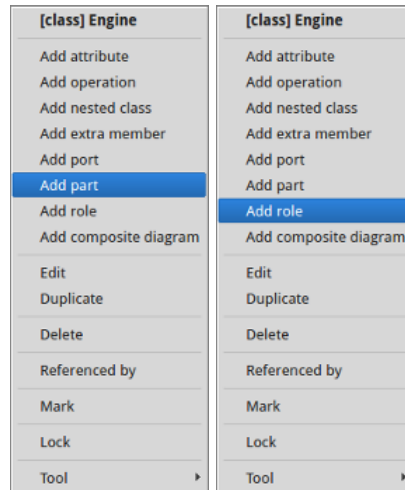 [class] Engine
Add attribute
Add operation
Add nested class
Add extra member
Add port
Add part
Add role
Add composite diagram
Edit
Duplicate
Delete
Referenced by
Mark
Lock
Tool
[class] Engine
Add attribute
Add operation
Add nested class
Add extra member
Add port
Add part
Add role
Add composite diagram
Edit
Duplicate
Delete
Referenced by
Mark
Lock
Tool